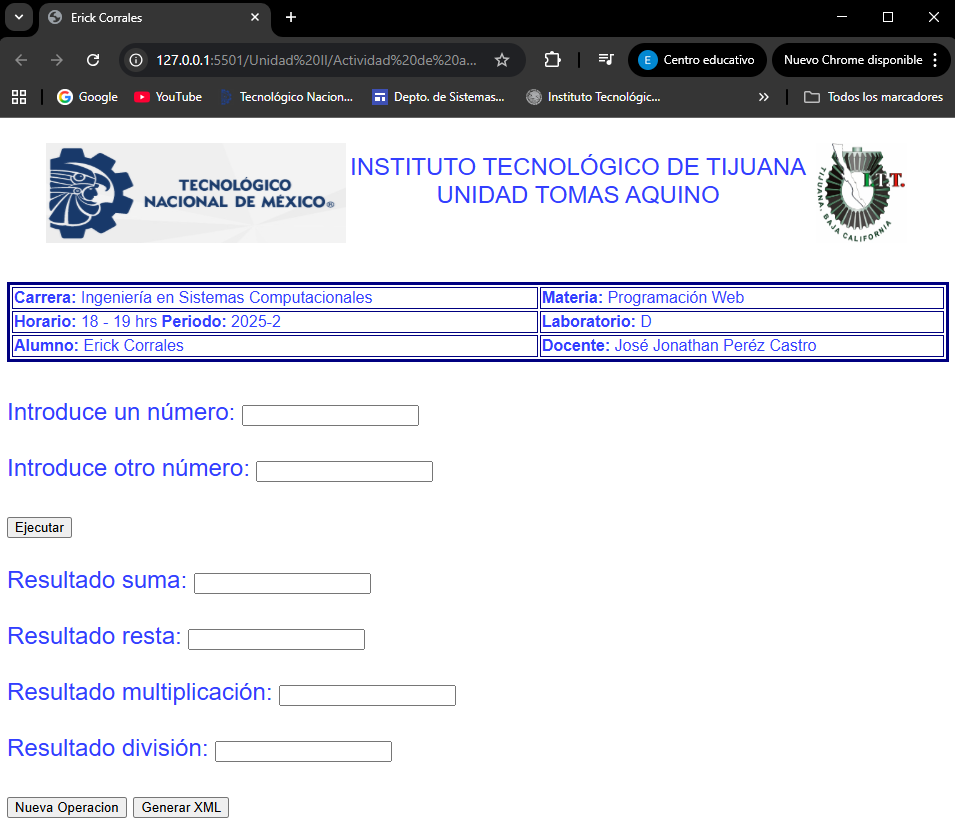 Erick Corrales
127.0.0.1:5501/Unidad%20II/Actividad%20de%20a...
E Centro educativo
Nuevo Chrome disponible
Google
YouTube
Tecnológico Nacion...
Depto. de Sistemas...
Instituto Tecnológic...
Todos los marcadores
TECNOLÓGICO
NACIONAL DE MÉXICO®
INSTITUTO TECNOLÓGICO DE TIJUANA
UNIDAD TOMAS AQUINO
I.T.
TIJUANA, BAJA CALIFORNIA
Carrera: Ingeniería en Sistemas Computacionales
Materia: Programación Web
Horario: 18 - 19 hrs Periodo: 2025-2
Laboratorio: D
Alumno: Erick Corrales
Docente: José Jonathan Peréz Castro
Introduce un número:
Introduce otro número:
Ejecutar
Resultado suma:
Resultado resta:
Resultado multiplicación:
Resultado división:
Nueva Operacion
Generar XML